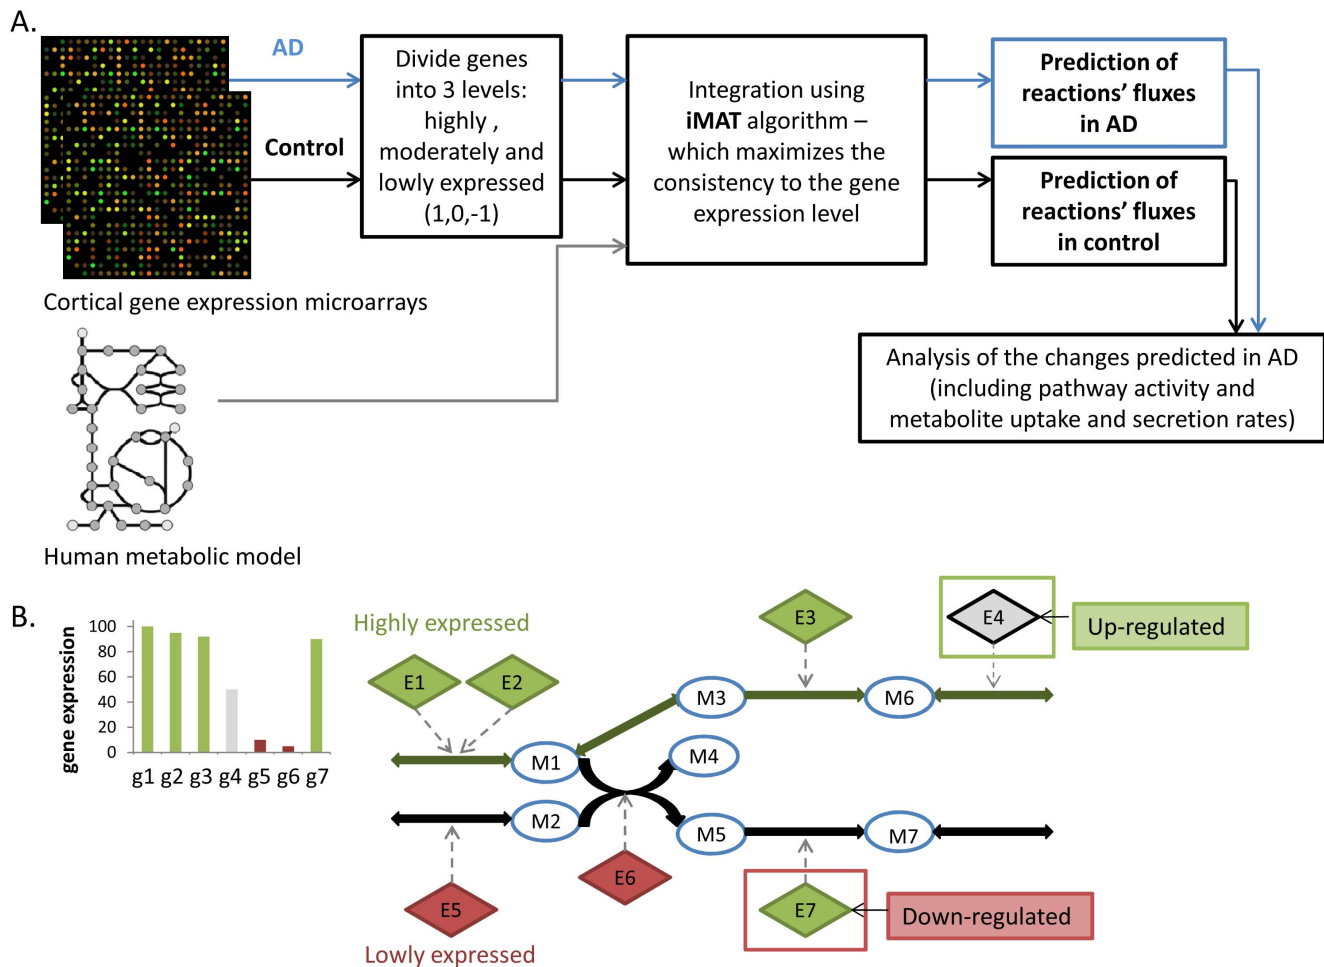 A.
AD
Control
Cortical gene expression microarrays
Human metabolic model
Divide genes
into 3 levels:
highly ,
moderately and
lowly expressed
(1,0,-1)
Integration using
iMAT algorithm –
which maximizes the
consistency to the gene
expression level
Prediction of
reactions’ fluxes
in AD
Prediction of
reactions’ fluxes
in control
Analysis of the changes predicted in AD
(including pathway activity and
metabolite uptake and secretion rates)
B.
gene expression
100
80
60
40
20
0
g1 g2 g3 g4 g5 g6 g7
Highly expressed
E1
E2
E3
E4
Up-regulated
M3
M6
M1
M4
M2
M5
M7
E5
E6
E7
Down-regulated
Lowly expressed